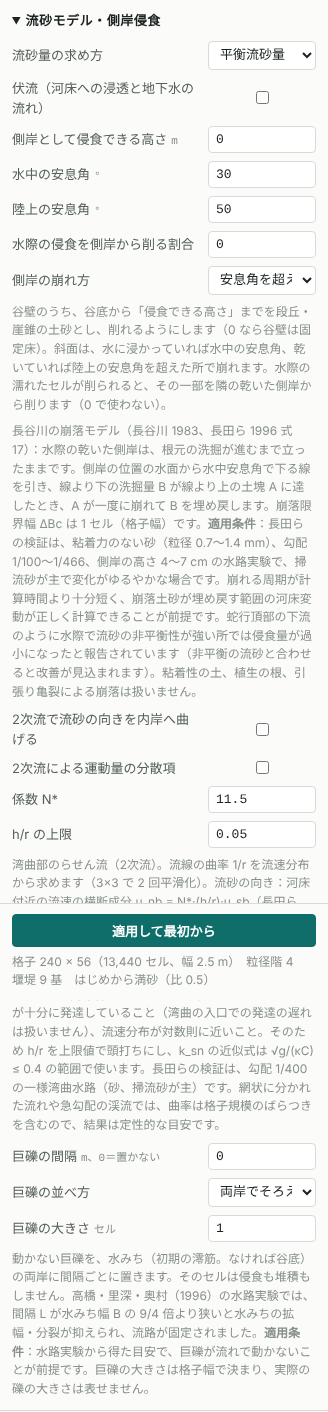 ▼ 流砂モデル・側岸侵食
流砂量の求め方 平衡流砂量
伏流（河床への浸透と地下水の
流れ）
側岸として侵食できる高さ m 0
水中の安息角 ° 30
陸上の安息角 ° 50
水際の侵食を側岸から削る割合 0
側岸の崩れ方 安息角を超え
谷壁のうち、谷底から「侵食できる高さ」までを段丘・
崖錐の土砂とし、削れるようにします（0 なら谷壁は固
定床）。斜面は、水に浸かっていれば水中の安息角、乾
いていれば陸上の安息角を超えた所で崩れます。水際の
濡れたセルが削られると、その一部を隣の乾いた側岸か
ら削ります（0 で使わない）。
長谷川の崩落モデル（長谷川 1983、長田ら 1996 式
17）：水際の乾いた側岸は、根元の洗掘が進むまで立っ
たままです。側岸の位置の水面から水中安息角で下る線
を引き、線より下の洗掘量 B が線より上の土塊 A に達
したとき、A が一度に崩れて B を埋め戻します。崩落限
界幅 ΔBc は 1 セル（格子幅）です。適用条件：長田ら
の検証は、粘着力のない砂（粒径 0.7〜1.4 mm）、勾配
1/100〜1/466、側岸の高さ 4〜7 cm の水路実験で、掃
流砂が主で変化がゆるやかな場合です。崩れる周期が計
算時間より十分短く、崩落土砂が埋め戻す範囲の河床変
動が正しく計算できることが前提です。蛇行頂部の下流
のように水際で流砂の非平衡性が強い所では侵食量が過
小になったと報告されています（非平衡の流砂と合わせ
ると改善が見込まれます）。粘着性の土、植生の根、引
張り亀裂による崩落は扱いません。
2次流で流砂の向きを内岸へ曲
げる
2次流による運動量の分散項
係数 N* 11.5
h/r の上限 0.05
湾曲部のらせん流（2次流）。流線の曲率 1/r を流速分布
から求めます（3×3 で 2 回平滑化）。流砂の向き：河床
適用して最初から
格子 240 × 56（13,440 セル、幅 2.5 m） 粒径階 4
堰堤 9 基 はじめから満砂（比 0.5）
が十分に発達していること（湾曲の入口での発達の遅れ
は扱いません）、流速分布が対数則に近いこと。そのた
め h/r を上限値で頭打ちにし、k_sn の近似式は √g/(κC)
≤ 0.4 の範囲で使います。長田らの検証は、勾配 1/400
の一様湾曲水路（砂、掃流砂が主）です。網状に分かれ
た流れや急勾配の渓流では、曲率は格子規模のばらつき
を含むので、結果は定性的な目安です。
巨礫の間隔 m、0＝置かない 0
巨礫の並べ方 両岸でそろえ
巨礫の大きさ セル 1
動かない巨礫を、水みち（初期の澪筋。なければ谷底）
の両岸に間隔ごとに置きます。そのセルは侵食も堆積も
しません。高橋・里深・奥村（1996）の水路実験では、
間隔 L が水みち幅 B の 9/4 倍より狭いと水みちの拡
幅・分裂が抑えられ、流路が固定されました。適用条
件：水路実験から得た目安で、巨礫が流れで動かないこ
とが前提です。巨礫の大きさは格子幅で決まり、実際の
礫の大きさは表せません。